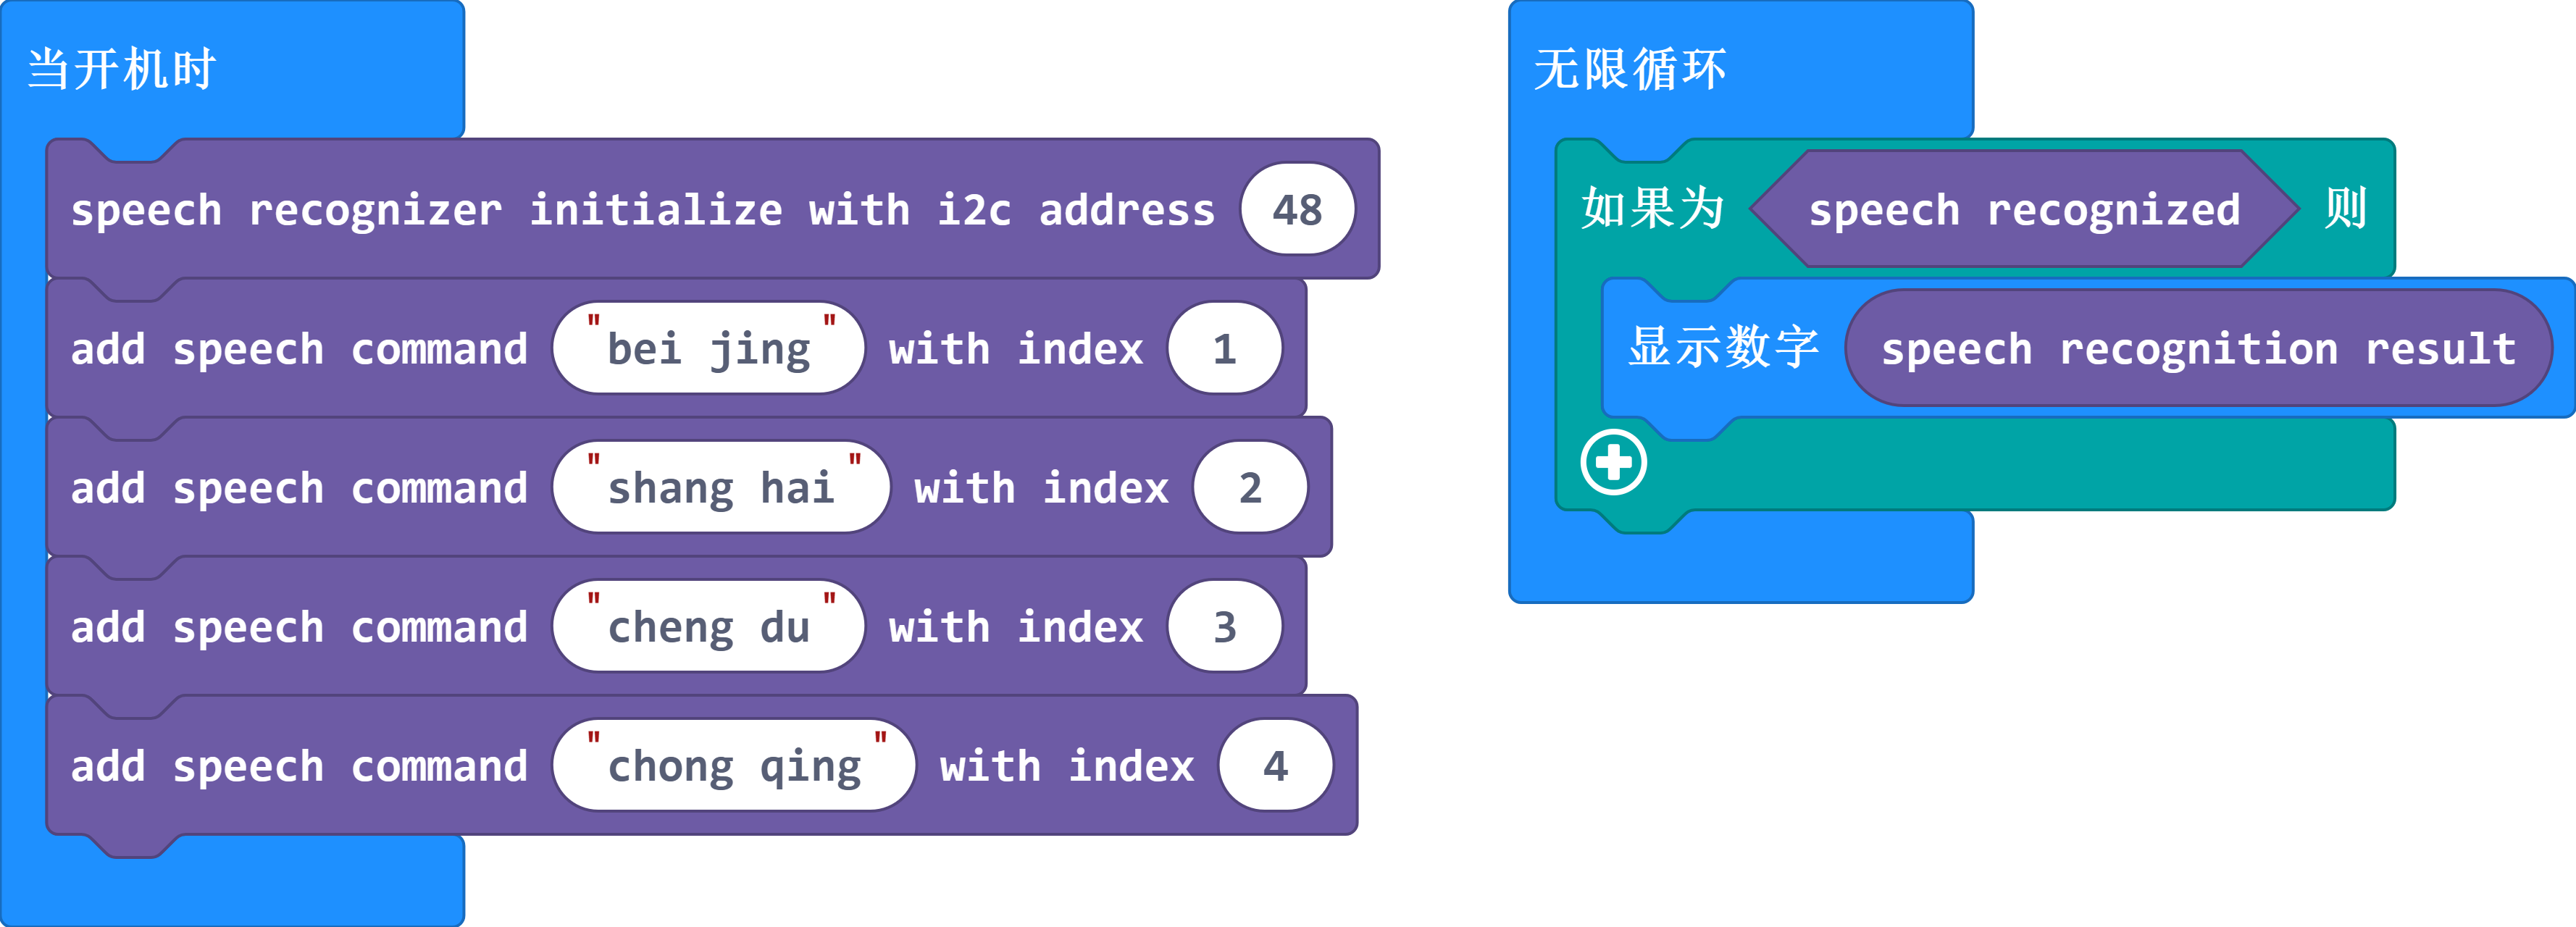 当开机时
speech recognizer initialize with i2c address 48
add speech command "bei jing" with index 1
add speech command "shang hai" with index 2
add speech command "cheng du" with index 3
add speech command "chong qing" with index 4
无限循环
如果为 speech recognized 则
显示数字 speech recognition result